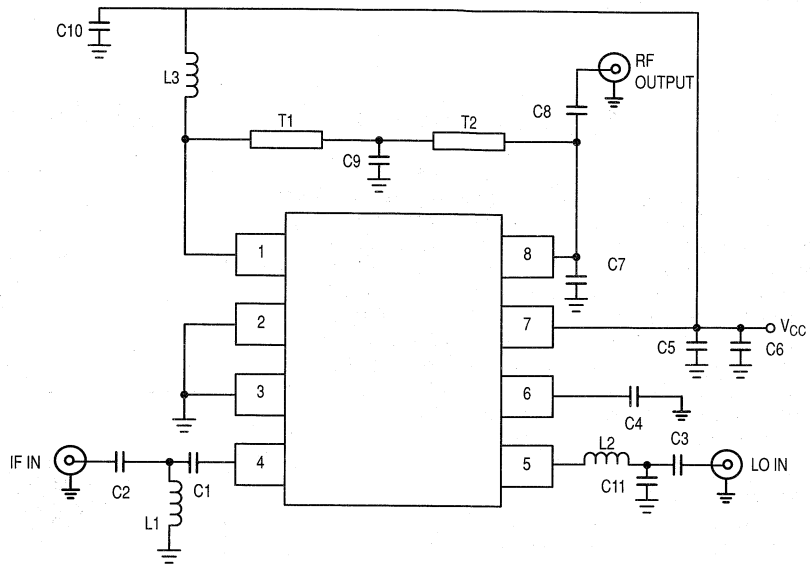 C10
L3
T1
C9
T2
C8
RF
OUTPUT
1
8
C7
2
7
VCC
C5
C6
3
6
C4
IF IN
C2
C1
4
5
L2
C3
C11
LO IN
L1